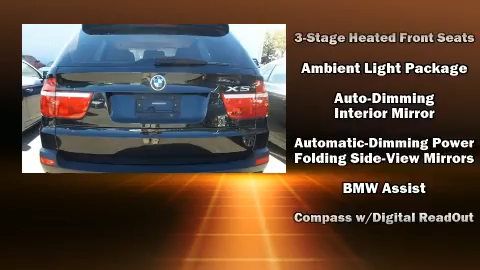 X5
3-Stage Heated Front Seats
Ambient Light Package
Auto-Dimming
Interior Mirror
Automatic-Dimming Power
Folding Side-View Mirrors
BMW Assist
Compass w/Digital ReadOut